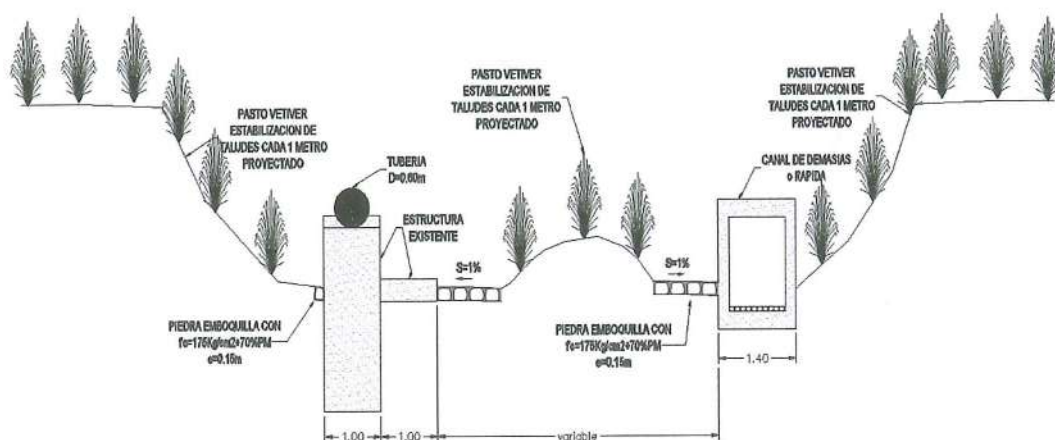 PASTO VETIVER
ESTABILIZACION DE
TALUDES CADA 1 METRO
PROYECTADO
PASTO VETIVER
ESTABILIZACION DE
TALUDES CADA 1 METRO
PROYECTADO
PASTO VETIVER
ESTABILIZACION DE
TALUDES CADA 1 METRO
PROYECTADO
TUBERIA
D=0.60m
CANAL DE DEMASIAS
o RAPIDA
ESTRUCTURA
EXISTENTE
S=1%
S=1%
PIEDRA EMBOQUILLA CON
fc=175Kg/cm2+70%PM
e=0.15m
PIEDRA EMBOQUILLA CON
fc=175Kg/cm2+70%PM
e=0.15m
1.40
1.00
1.00
variable